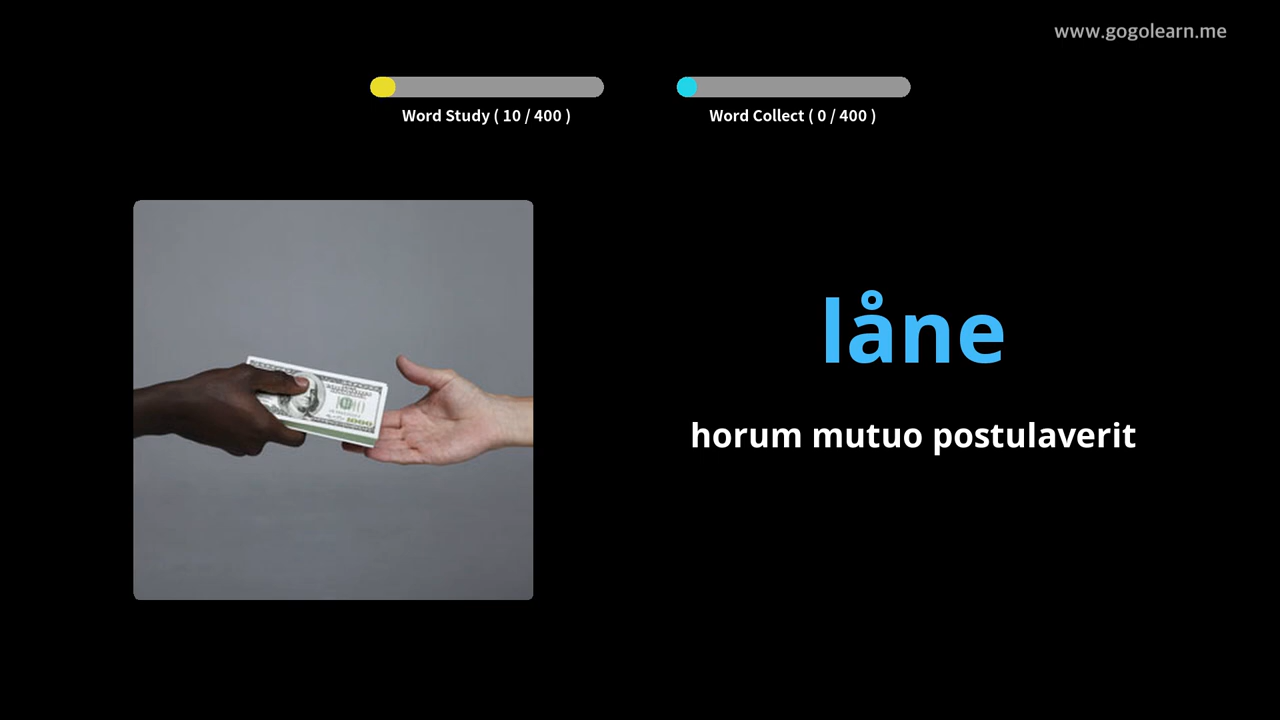 www.gogolearn.me
Word Study ( 10 / 400 )
Word Collect ( 0 / 400 )
låne
horum mutuo postulaverit